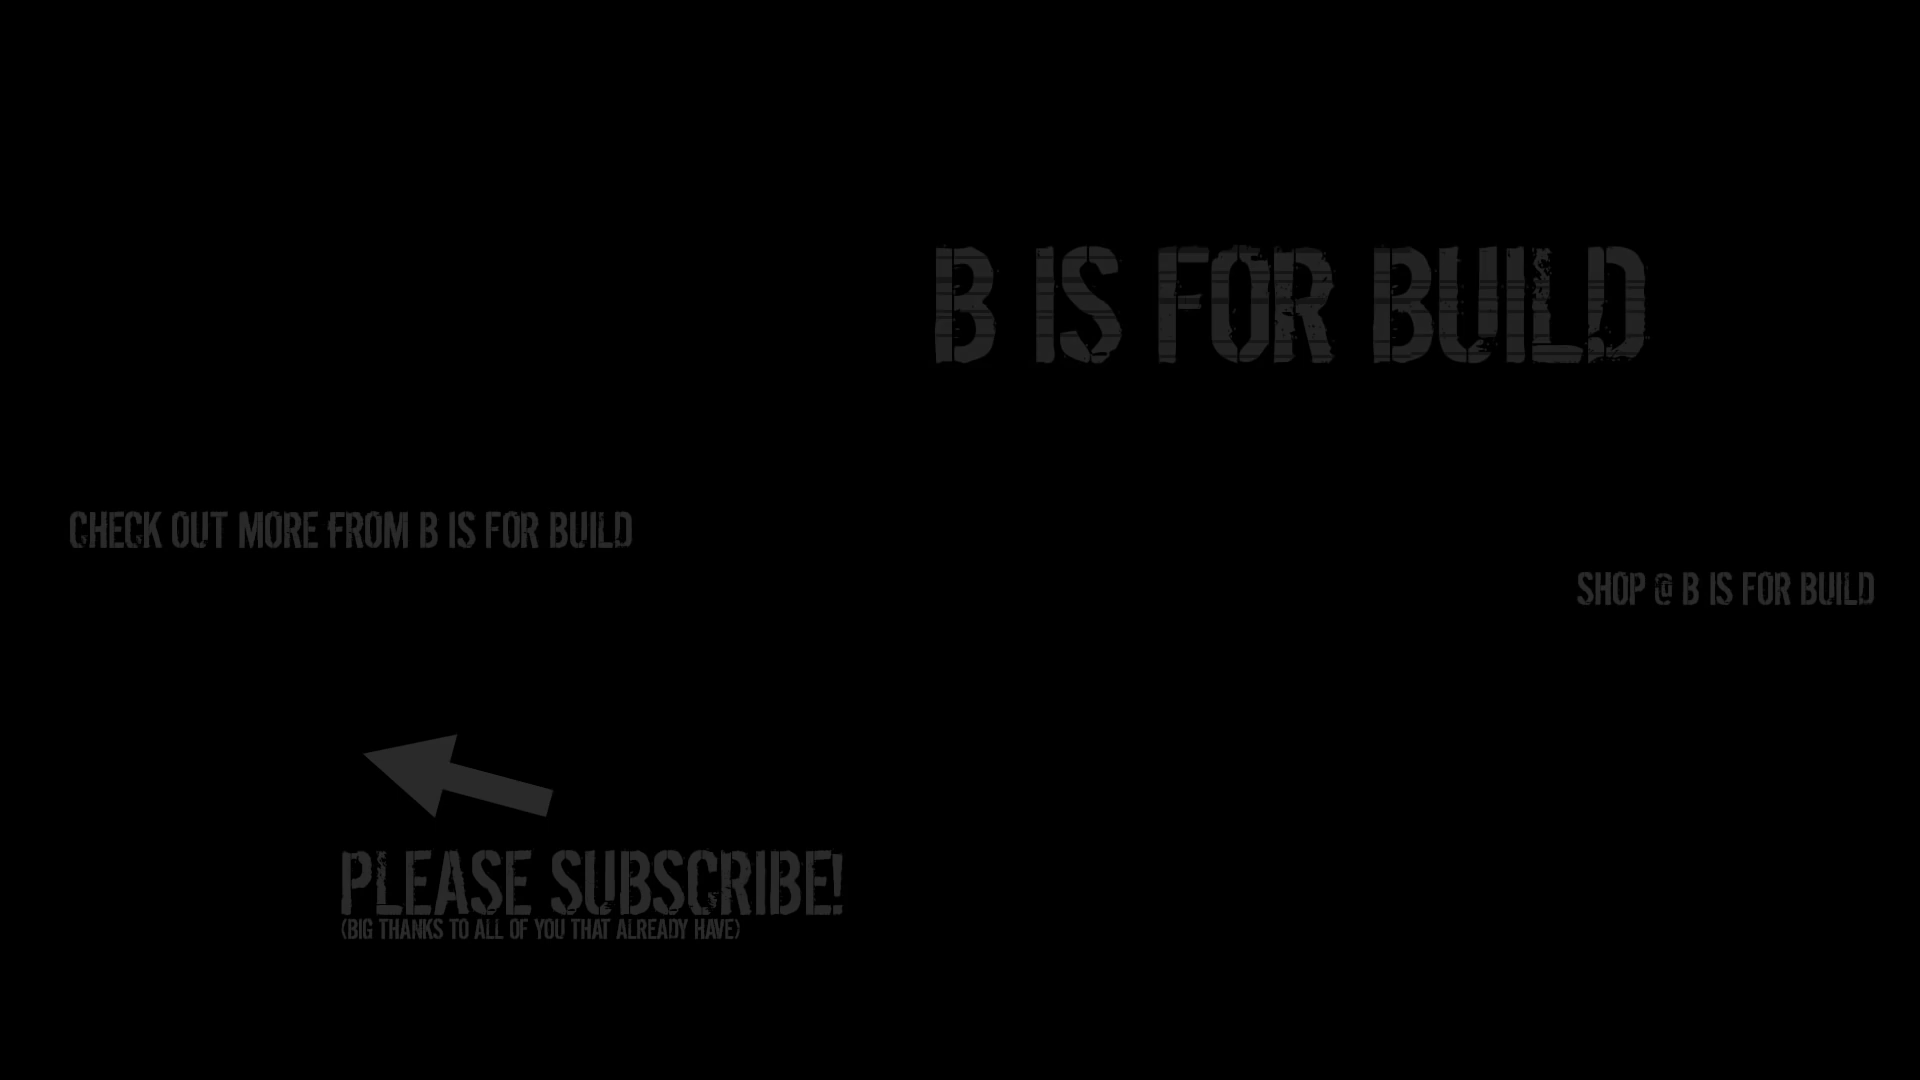 B IS FOR BUILD
CHECK OUT MORE FROM B IS FOR BUILD
SHOP @ B IS FOR BUILD
PLEASE SUBSCRIBE!
(BIG THANKS TO ALL OF YOU THAT ALREADY HAVE)